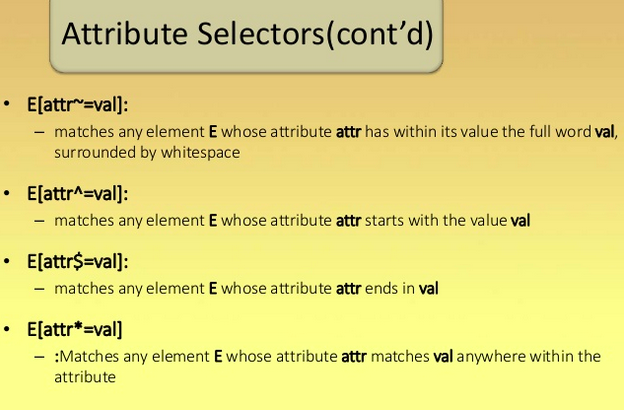 Attribute Selectors(cont’d)
• E[attr~=val]:
– matches any element E whose attribute attr has within its value the full word val,
surrounded by whitespace
• E[attr^=val]:
– matches any element E whose attribute attr starts with the value val
• E[attr$=val]:
– matches any element E whose attribute attr ends in val
• E[attr*=val]
– :Matches any element E whose attribute attr matches val anywhere within the
attribute